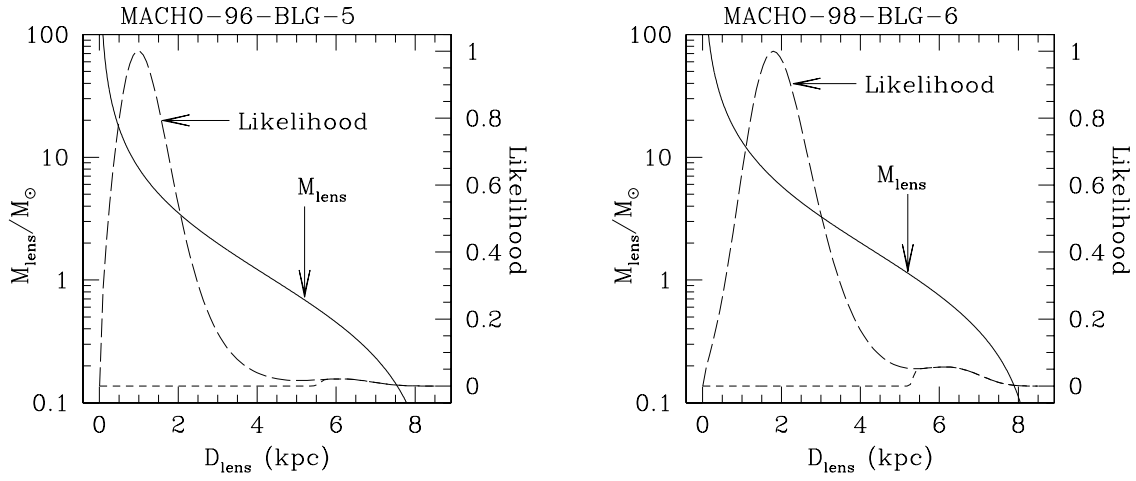 MACHO-96-BLG-5
100
10
1
0.1
M_lens/M_⊙
0 2 4 6 8
D_lens (kpc)
1
0.8
0.6
0.4
0.2
0
Likelihood
Likelihood
M_lens
MACHO-98-BLG-6
100
10
1
0.1
M_lens/M_⊙
0 2 4 6 8
D_lens (kpc)
1
0.8
0.6
0.4
0.2
0
Likelihood
Likelihood
M_lens